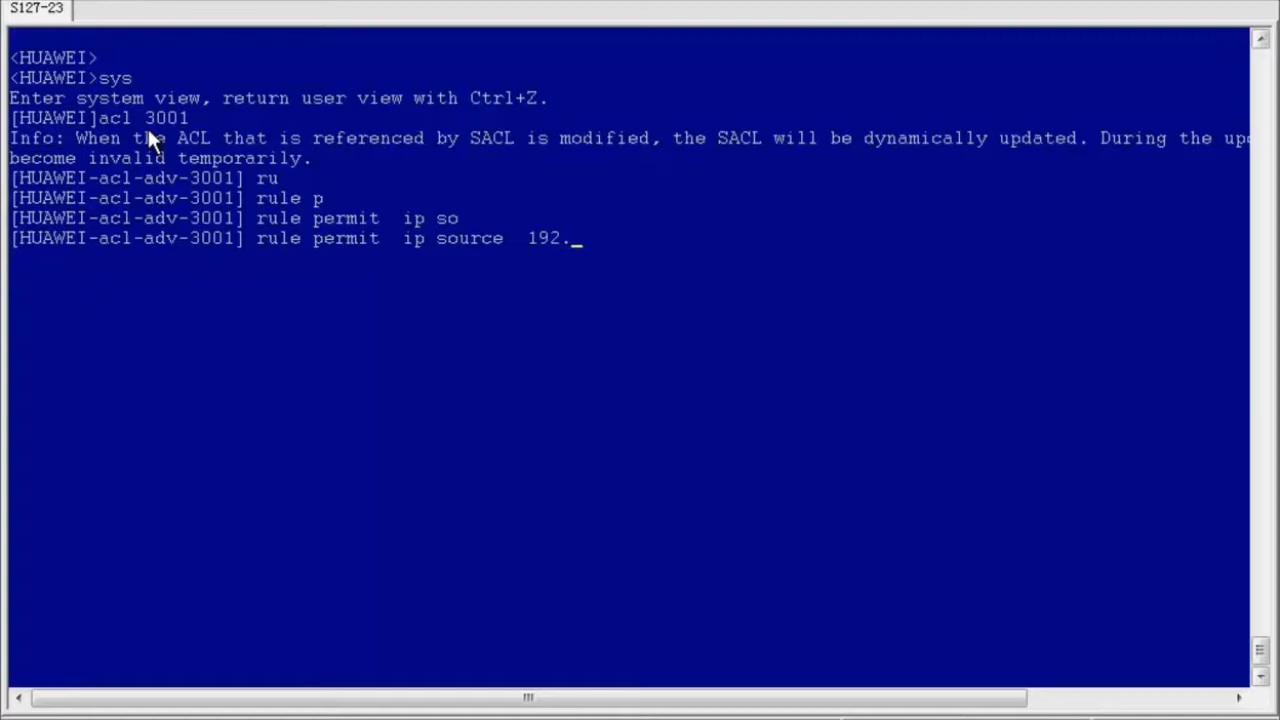 S127-23
<HUAWEI>
<HUAWEI>sys
Enter system view, return user view with Ctrl+Z.
[HUAWEI]acl 3001
Info: When the ACL that is referenced by SACL is modified, the SACL will be dynamically updated. During the
become invalid temporarily.
[HUAWEI-acl-adv-3001] ru
[HUAWEI-acl-adv-3001] rule p
[HUAWEI-acl-adv-3001] rule permit  ip so
[HUAWEI-acl-adv-3001] rule permit  ip source  192._